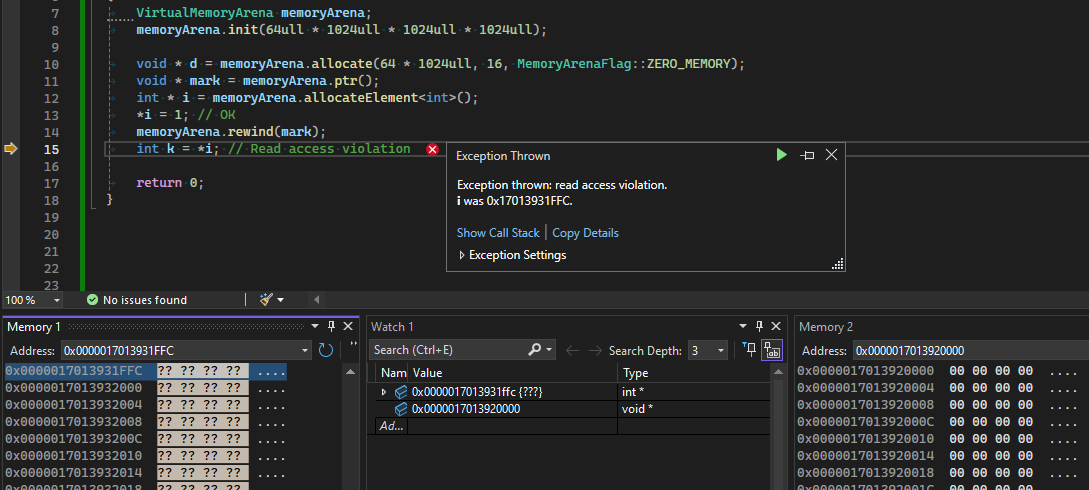 7 VirtualMemoryArena memoryArena;
8 memoryArena.init(64ull * 1024ull * 1024ull * 1024ull);
9
10 void * d = memoryArena.allocate(64 * 1024ull, 16, MemoryArenaFlag::ZERO_MEMORY);
11 void * mark = memoryArena.ptr();
12 int * i = memoryArena.allocateElement<int>();
13 *i = 1; // OK
14 memoryArena.rewind(mark);
15 int k = *i; // Read access violation
16
17 return 0;
18 }
19
20
21
22
23
Exception Thrown
Exception thrown: read access violation.
i was 0x17013931FFC.
Show Call Stack | Copy Details
Exception Settings
100 % No issues found
Memory 1
Address: 0x0000017013931FFC
0x0000017013931FFC ?? ?? ?? ?? ....
0x0000017013932000 ?? ?? ?? ?? ....
0x0000017013932004 ?? ?? ?? ?? ....
0x0000017013932008 ?? ?? ?? ?? ....
0x000001701393200C ?? ?? ?? ?? ....
0x0000017013932010 ?? ?? ?? ?? ....
0x0000017013932014 ?? ?? ?? ?? ....
0x0000017013932018 ?? ?? ?? ?? ....
Watch 1
Search (Ctrl+E) Search Depth: 3
Nam Value Type
0x0000017013931ffc {???} int *
0x0000017013920000 void *
Ad...
Memory 2
Address: 0x0000017013920000
0x0000017013920000 00 00 00 00 ....
0x0000017013920004 00 00 00 00 ....
0x0000017013920008 00 00 00 00 ....
0x000001701392000C 00 00 00 00 ....
0x0000017013920010 00 00 00 00 ....
0x0000017013920014 00 00 00 00 ....
0x0000017013920018 00 00 00 00 ....
0x000001701392001C 00 00 00 00 ....